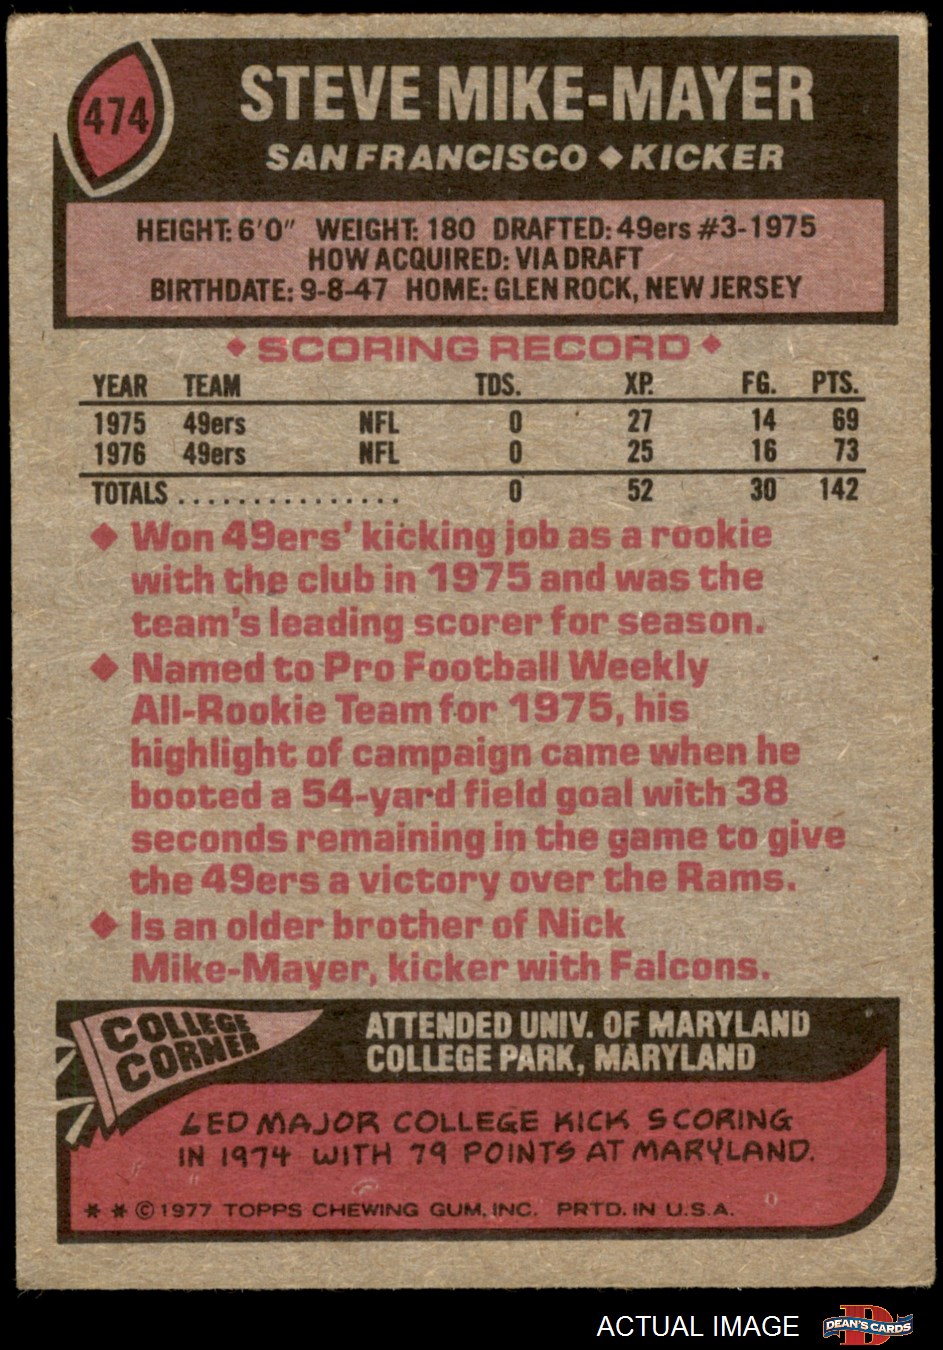 474
STEVE MIKE-MAYER
SAN FRANCISCO ◆ KICKER
HEIGHT: 6'0" WEIGHT: 180 DRAFTED: 49ers #3-1975
HOW ACQUIRED: VIA DRAFT
BIRTHDATE: 9-8-47 HOME: GLEN ROCK, NEW JERSEY
◆ SCORING RECORD ◆
YEAR TEAM TDS. XP. FG. PTS.
1975 49ers NFL 0 27 14 69
1976 49ers NFL 0 25 16 73
TOTALS ............... 0 52 30 142
◆ Won 49ers' kicking job as a rookie
with the club in 1975 and was the
team's leading scorer for season.
◆ Named to Pro Football Weekly
All-Rookie Team for 1975, his
highlight of campaign came when he
booted a 54-yard field goal with 38
seconds remaining in the game to give
the 49ers a victory over the Rams.
◆ Is an older brother of Nick
Mike-Mayer, kicker with Falcons.
COLLEGE
CORNER
ATTENDED UNIV. OF MARYLAND
COLLEGE PARK, MARYLAND
LED MAJOR COLLEGE KICK SCORING
IN 1974 WITH 79 POINTS AT MARYLAND.
* * © 1977 TOPPS CHEWING GUM, INC. PRTD. IN U.S.A.
ACTUAL IMAGE
DEAN'S CARDS